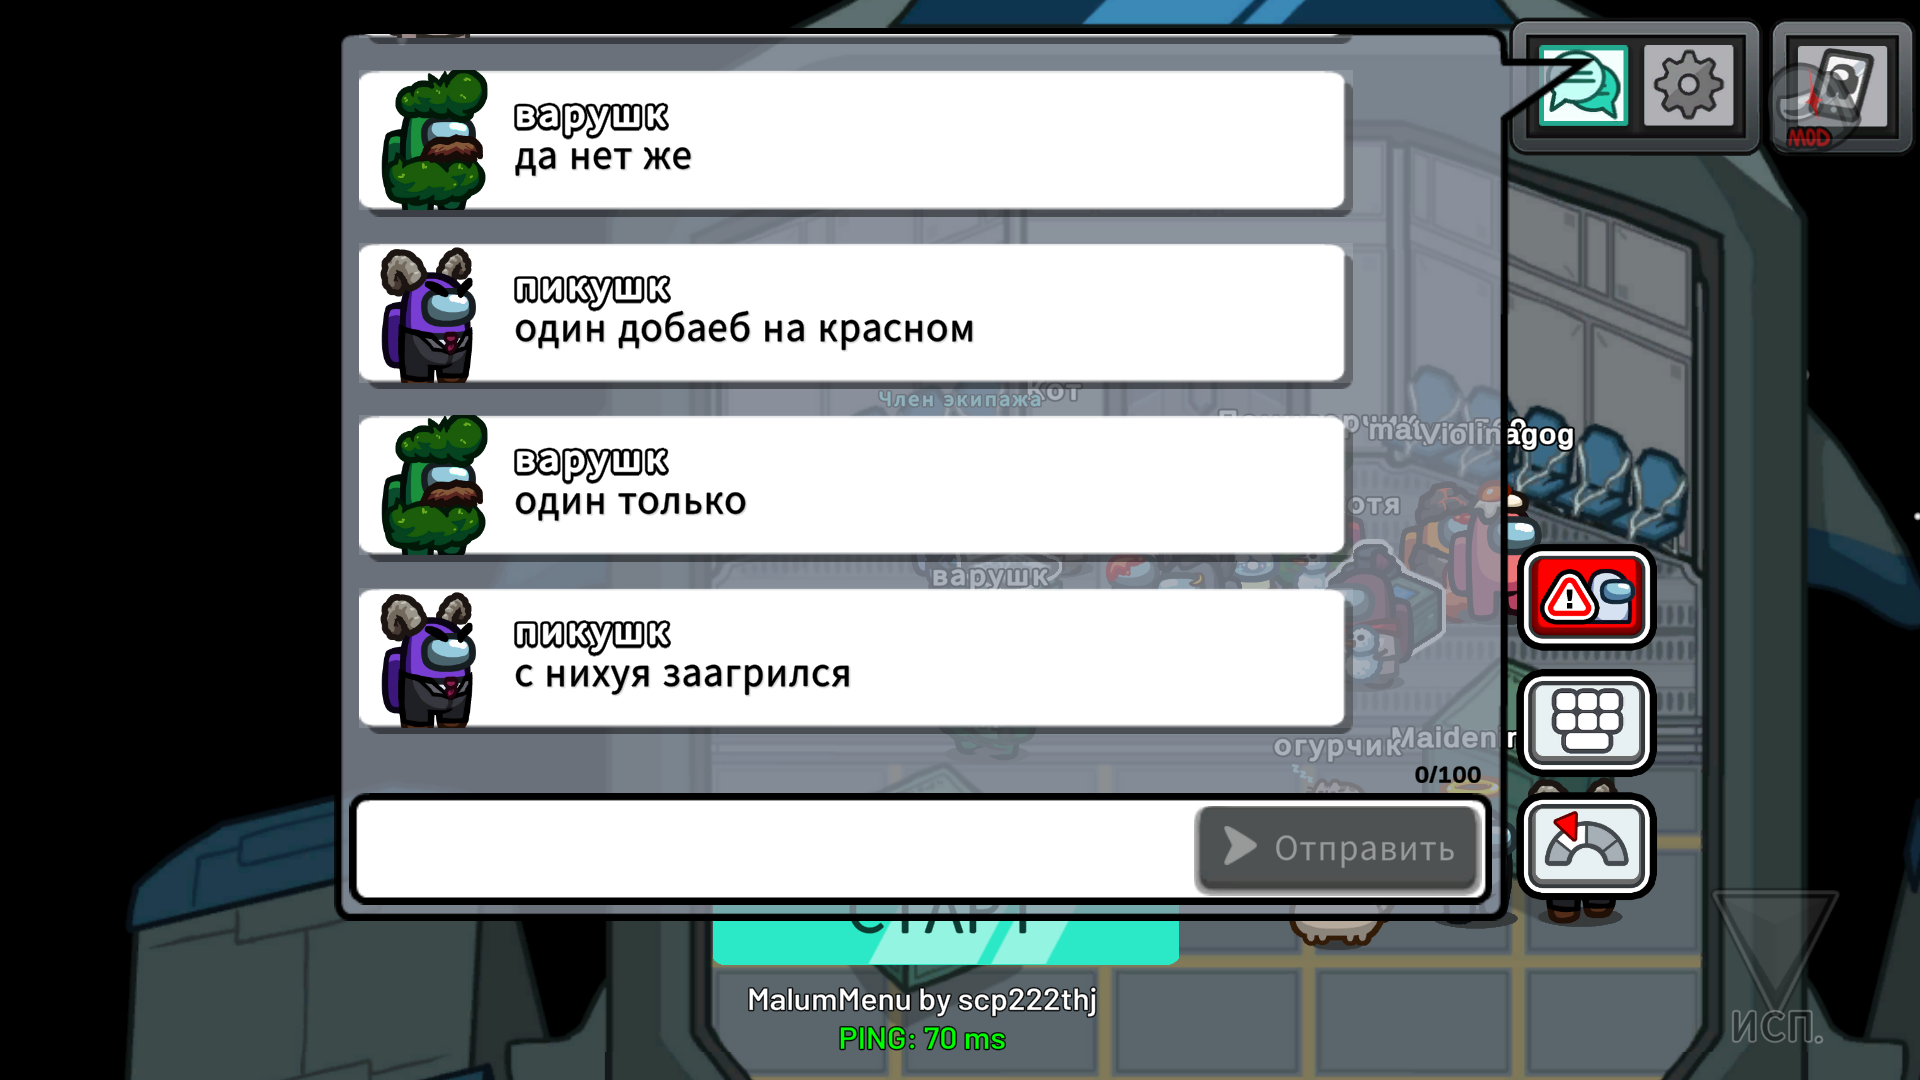 варушк
да нет же
пикушк
один добаеб на красном
Член экипажа
Кот
agog
варушк
один только
отя
варушк
пикушк
с нихуя заагрился
огурчик
Maiden
0/100
Отправить
СТАРТ
MalumMenu by scp222thj
PING: 70 ms
MOD
ИСП.